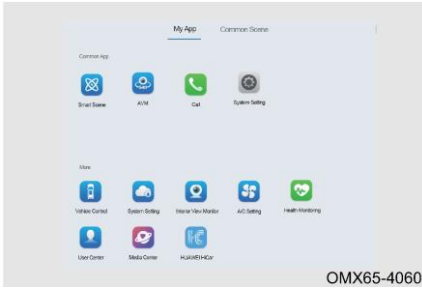 My App Common Scene
Common App
Smart Scene AVM Call System Setting
More
Vehicle Control System Setting Interior View Monitor A/C Setting Health Monitoring
User Center Media Center HUAWEI HiCar
OMX65-4060